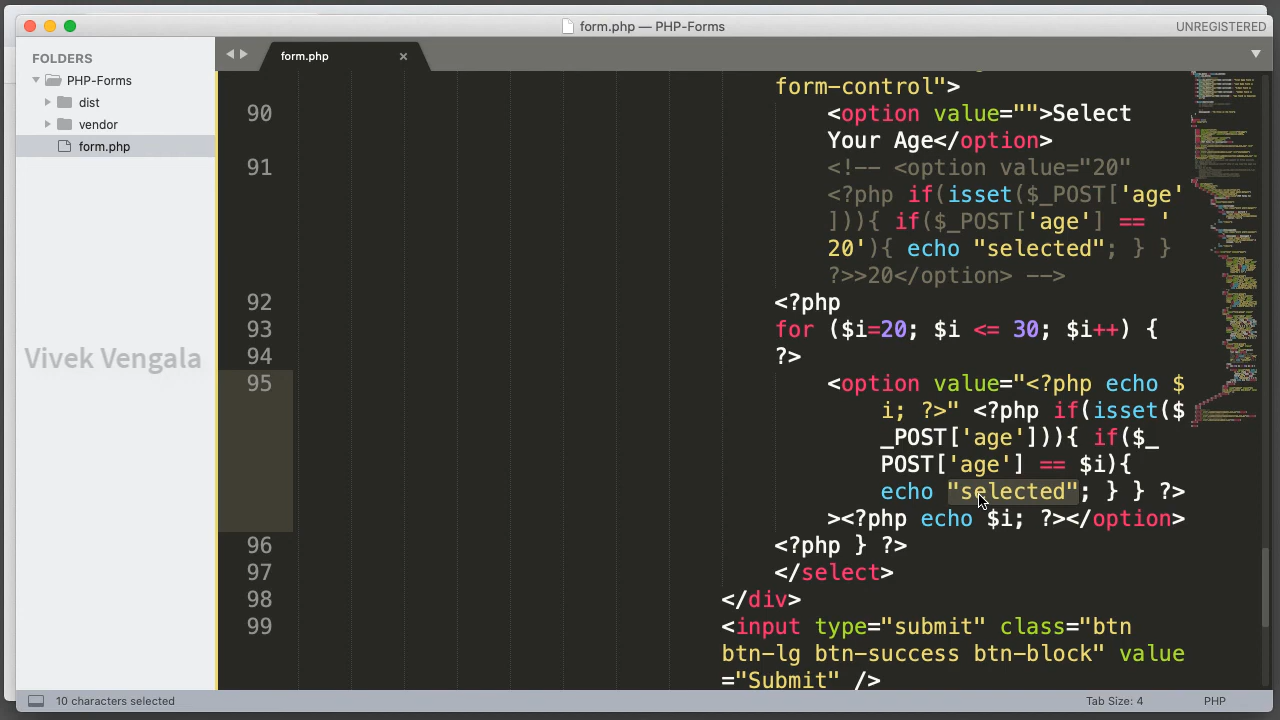 form.php — PHP-Forms
UNREGISTERED
FOLDERS
PHP-Forms
dist
vendor
form.php
Vivek Vengala
form.php
form-control">
90 <option value="">Select
Your Age</option>
91 <!-- <option value="20"
<?php if(isset($_POST['age'
])){ if($_POST['age'] == '
20'){ echo "selected"; } }
?>>20</option> -->
92 <?php
93 for ($i=20; $i <= 30; $i++) {
94 ?>
95 <option value="<?php echo $
i; ?>" <?php if(isset($
_POST['age'])){ if($_
POST['age'] == $i){
echo "selected"; } } ?>
><?php echo $i; ?></option>
96 <?php } ?>
97 </select>
98 </div>
99 <input type="submit" class="btn
btn-lg btn-success btn-block" value
="Submit" />
10 characters selected
Tab Size: 4
PHP